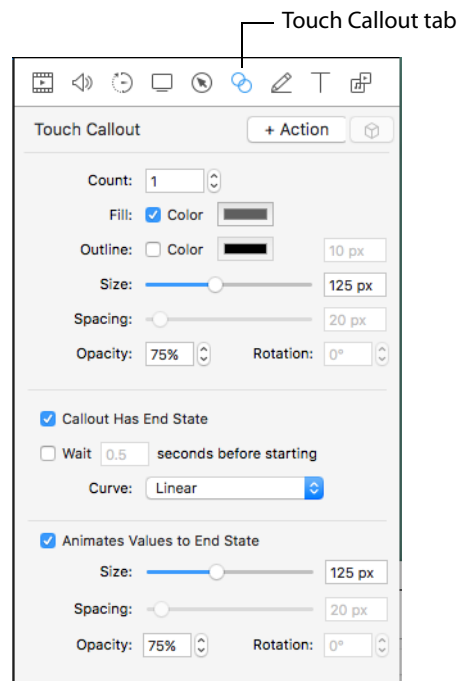 Touch Callout tab
Touch Callout + Action
Count: 1
Fill: Color
Outline: Color 10 px
Size: 125 px
Spacing: 20 px
Opacity: 75% Rotation: 0°
Callout Has End State
Wait 0.5 seconds before starting
Curve: Linear
Animates Values to End State
Size: 125 px
Spacing: 20 px
Opacity: 75% Rotation: 0°